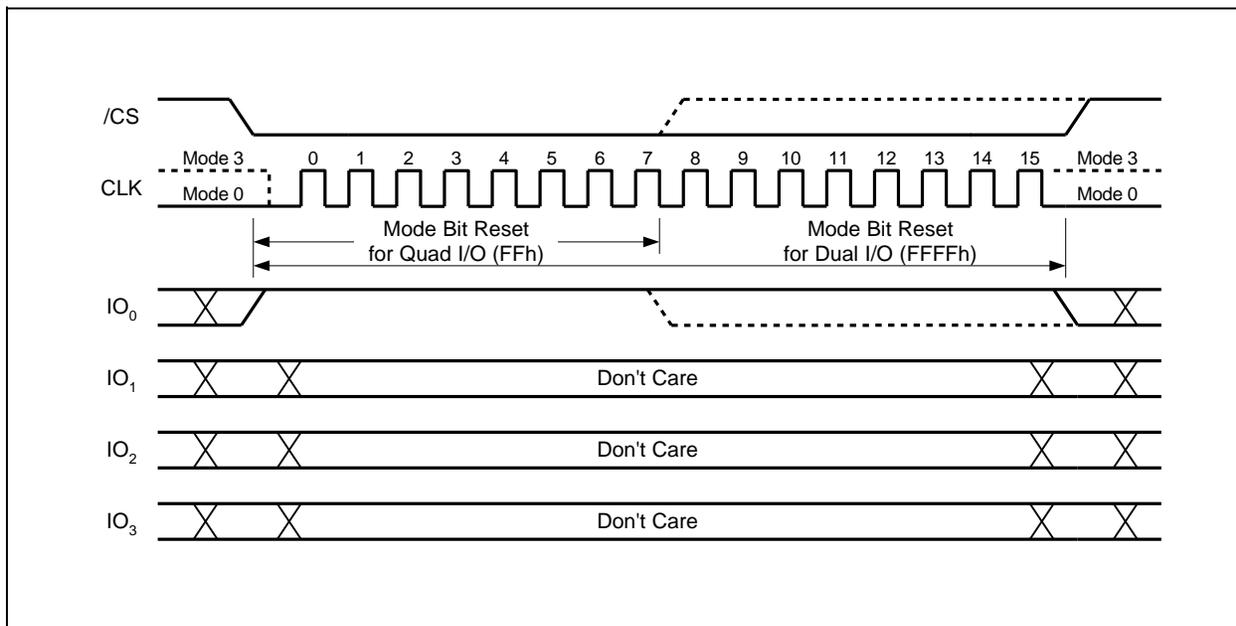 /CS
Mode 3 0 1 2 3 4 5 6 7 8 9 10 11 12 13 14 15 Mode 3
CLK
Mode 0 Mode 0
Mode Bit Reset Mode Bit Reset
for Quad I/O (FFh) for Dual I/O (FFFFh)
IO0
IO1 Don't Care
IO2 Don't Care
IO3 Don't Care